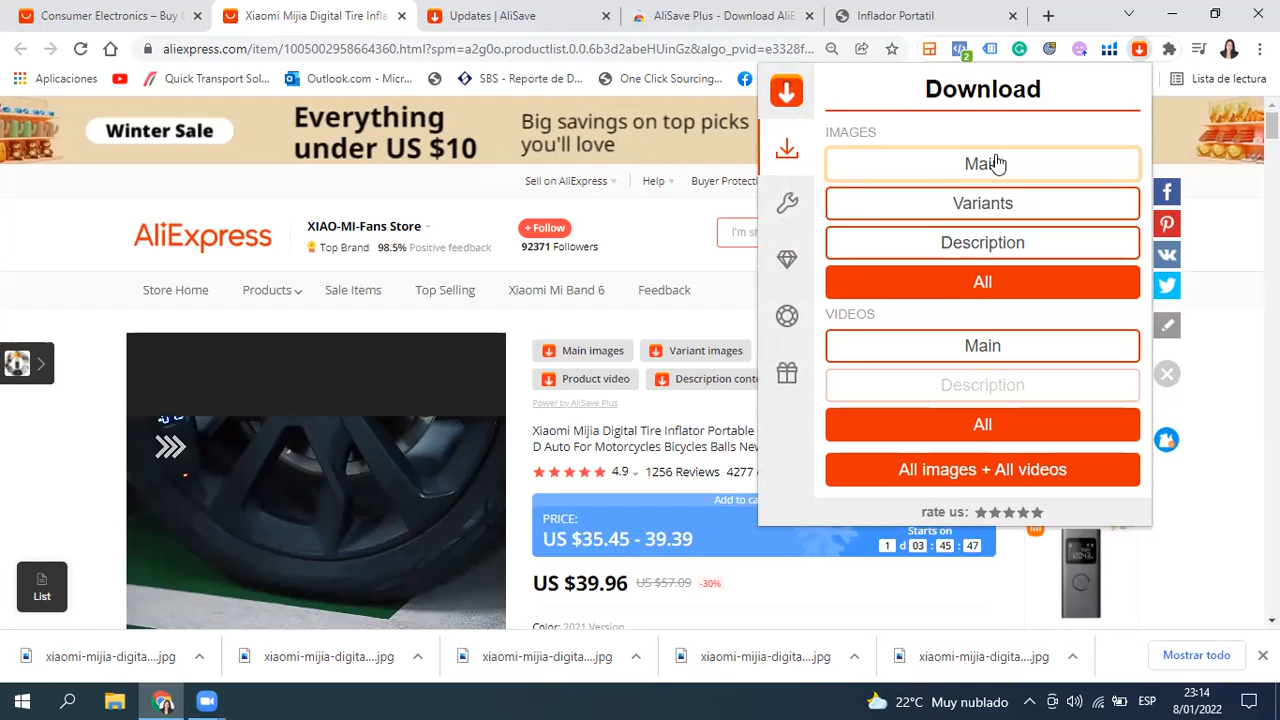 Consumer Electronics – Buy C
Xiaomi Mijia Digital Tire Infla
Updates | AliSave
AliSave Plus - Download AliE
Inflador Portatil
aliexpress.com/item/1005002958664360.html?spm=a2g0o.productlist.0.0.6b3d2abeHUinGz&algo_pvid=e3328f...
2
Aplicaciones
Quick Transport Sol...
Outlook.com - Micr...
SBS - Reporte de D...
One Click Sourcing...
Lista de lectura
Winter Sale
Everything
under US $10
Big savings on top picks
you'll love
Sell on AliExpress
Help
Buyer Protecti
AliExpress
XIAO-MI-Fans Store
Top Brand
98.5% Positive feedback
+ Follow
92371 Followers
I'm sh
Store Home
Products
Sale Items
Top Selling
Xiaomi Mi Band 6
Feedback
Main images
Variant images
Product video
Description conte
Power by AliSave Plus
Xiaomi Mijia Digital Tire Inflator Portable
D Auto For Motorcycles Bicycles Balls New
4.9
1256 Reviews
4277
Add to ca
PRICE:
US $35.45 - 39.39
Starts on
1 d 03 : 45 : 47
US $39.96
US $57.09
-30%
Color: 2021 Version
List
Download
IMAGES
Main
Variants
Description
All
VIDEOS
Main
Description
All
All images + All videos
rate us:
xiaomi-mijia-digita....jpg
xiaomi-mijia-digita....jpg
xiaomi-mijia-digita....jpg
xiaomi-mijia-digita....jpg
xiaomi-mijia-digita....jpg
Mostrar todo
22°C Muy nublado
ESP
23:14
8/01/2022